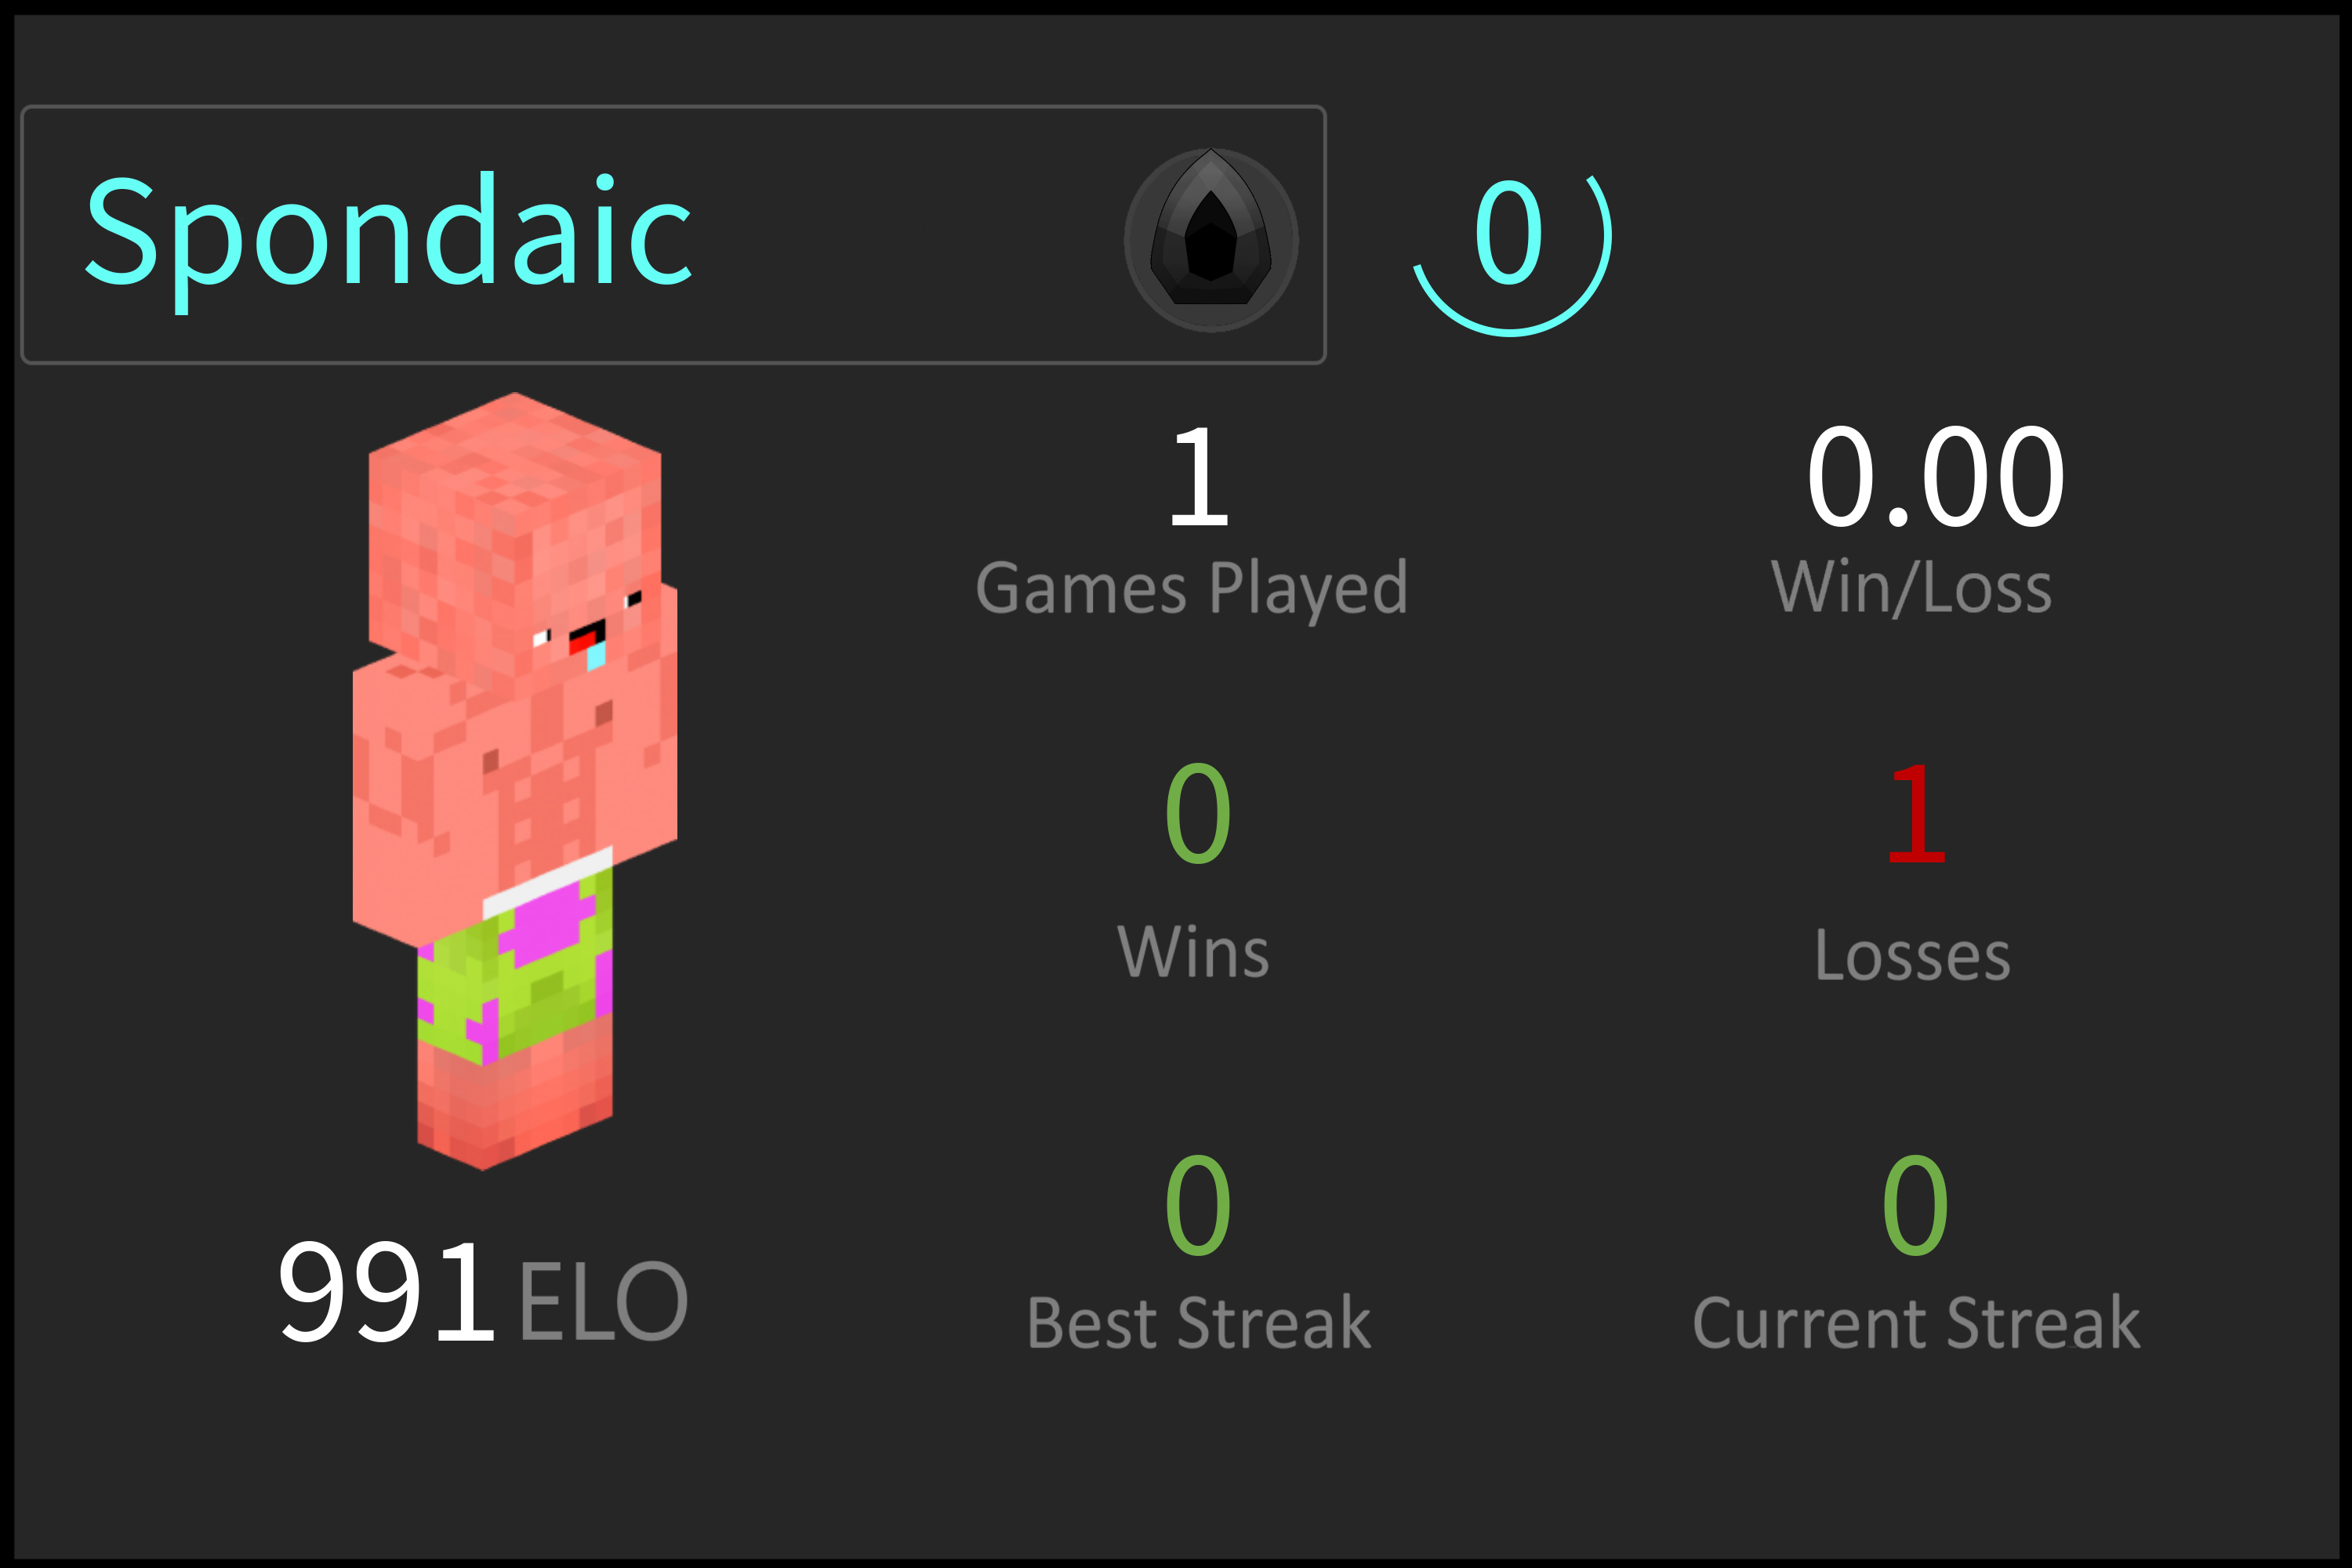 Spondaic
0
1
0.00
Games Played
Win/Loss
0
1
Wins
Losses
0
0
991 ELO
Best Streak
Current Streak